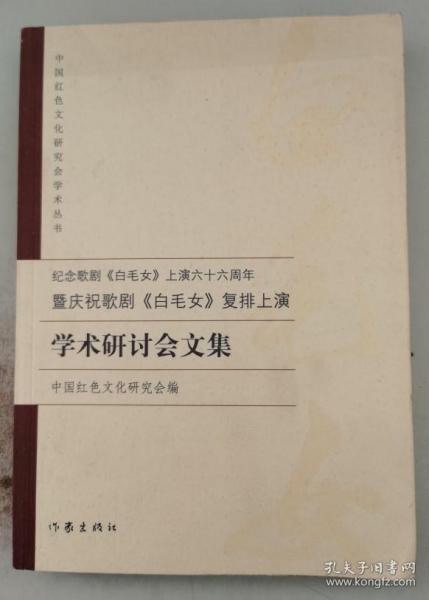 中国红色文化研究会学术丛书
纪念歌剧《白毛女》上演六十六周年
暨庆祝歌剧《白毛女》复排上演
学术研讨会文集
中国红色文化研究会编
作家出版社
孔夫子旧书网
www.kongfz.com